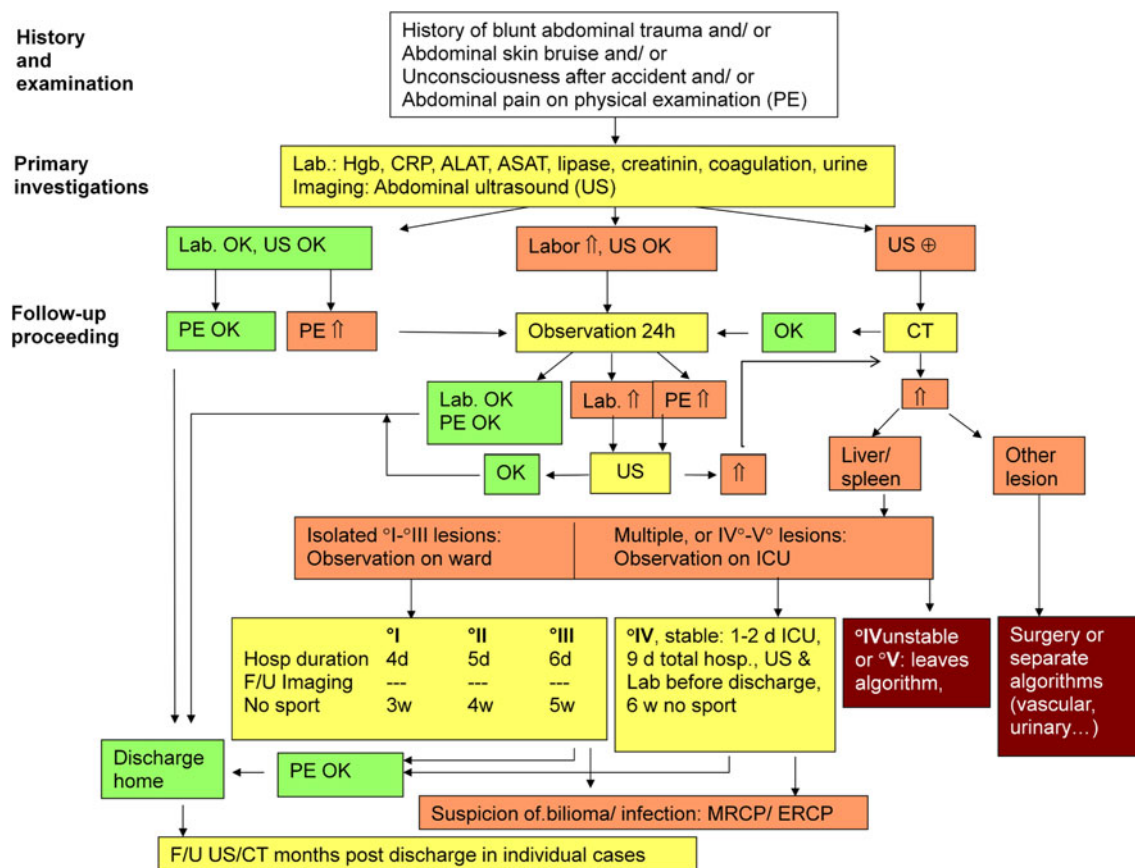 History
and
examination
History of blunt abdominal trauma and/ or
Abdominal skin bruise and/ or
Unconsciousness after accident and/ or
Abdominal pain on physical examination (PE)
Primary
investigations
Lab.: Hgb, CRP, ALAT, ASAT, lipase, creatinin, coagulation, urine
Imaging: Abdominal ultrasound (US)
Lab. OK, US OK
Labor ⇑, US OK
US ⊕
Follow-up
proceeding
PE OK
PE ⇑
Observation 24h
OK
CT
Lab. OK
PE OK
Lab. ⇑
PE ⇑
⇑
OK
US
⇑
Liver/
spleen
Other
lesion
Isolated °I-°III lesions:
Observation on ward
Multiple, or IV°-V° lesions:
Observation on ICU
°I °II °III
Hosp duration 4d 5d 6d
F/U Imaging --- --- ---
No sport 3w 4w 5w
°IV, stable: 1-2 d ICU,
9 d total hosp., US &
Lab before discharge,
6 w no sport
°IVunstable
or °V: leaves
algorithm,
Surgery or
separate
algorithms
(vascular,
urinary…)
Discharge
home
PE OK
Suspicion of.bilioma/ infection: MRCP/ ERCP
F/U US/CT months post discharge in individual cases